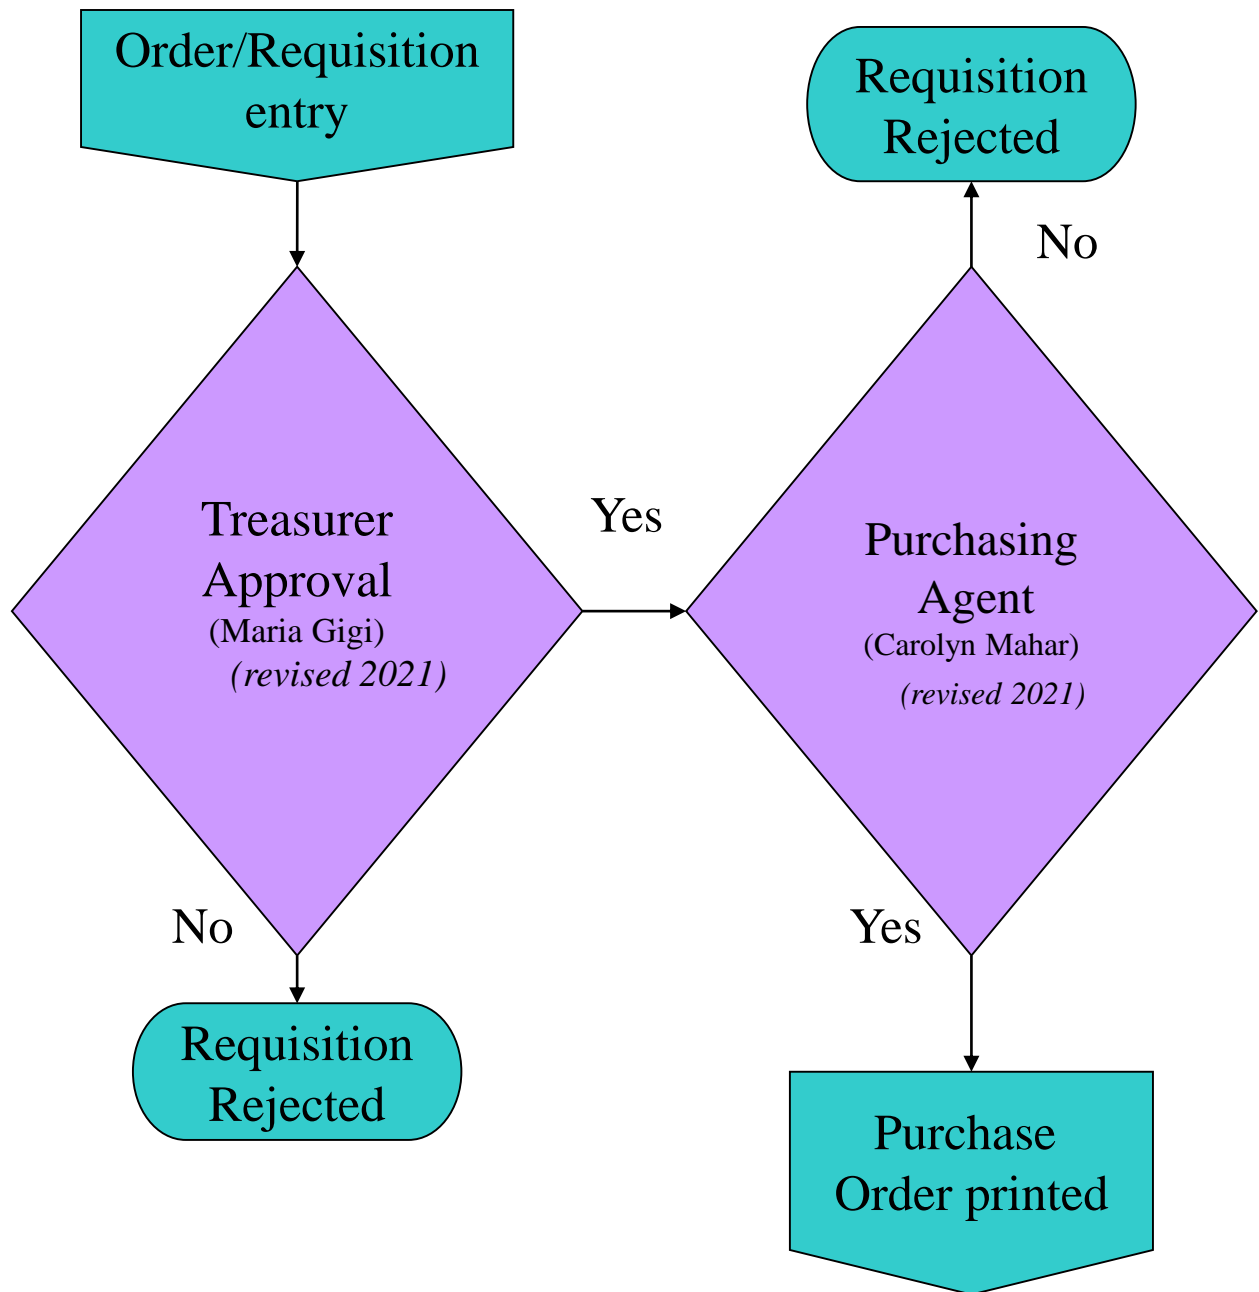 Order/Requisition
entry
Treasurer
Approval
(Maria Gigi)
(revised 2021)
No
Requisition
Rejected
Yes
Requisition
Rejected
No
Purchasing
Agent
(Carolyn Mahar)
(revised 2021)
Yes
Purchase
Order printed